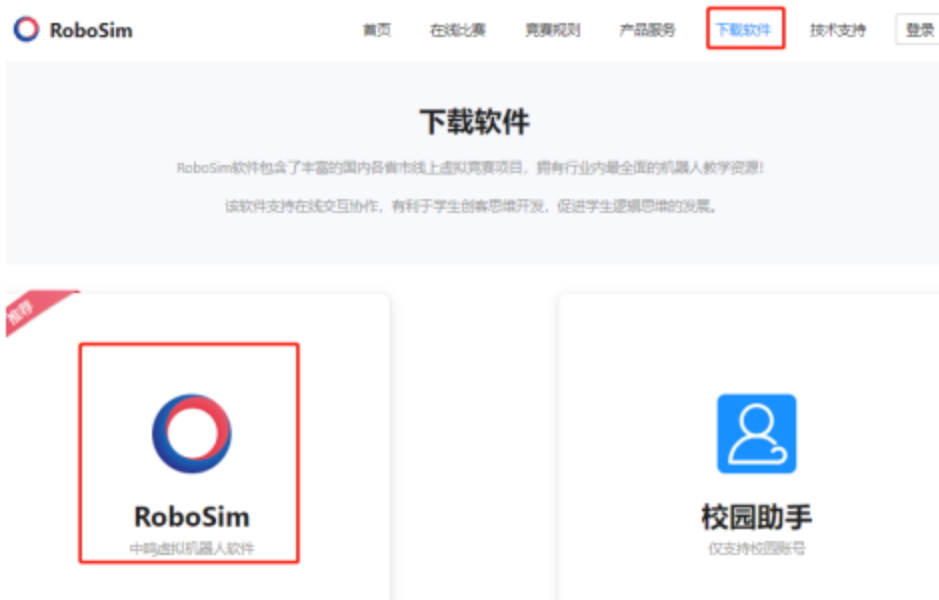 RoboSim 首页 在线比赛 竞赛规则 产品服务 下载软件 技术支持 登录
下载软件
RoboSim软件包含了丰富的国内各省市线上虚拟竞赛项目，拥有行业内最全面的机器人教学资源!
该软件支持在线交互协作，有利于学生创客思维开发，促进学生逻辑思维的发展。
推荐
RoboSim
中鸣虚拟机器人软件
校园助手
仅支持校园账号